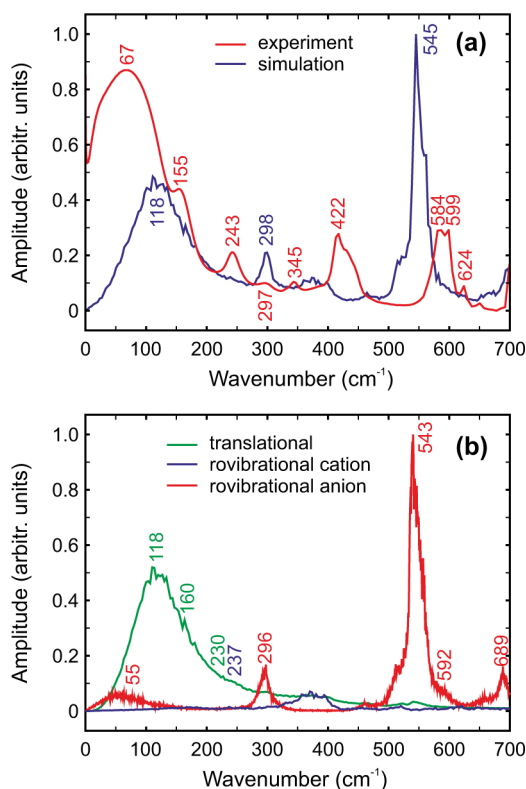 (a)
experiment
simulation
67
155
118
243
298
297
345
422
545
584
599
624
1.0
0.8
0.6
0.4
0.2
0
Amplitude (arbitr. units)
0 100 200 300 400 500 600 700
Wavenumber (cm⁻¹)
(b)
translational
rovibrational cation
rovibrational anion
543
118
160
230
237
296
55
592
689
1.0
0.8
0.6
0.4
0.2
0
Amplitude (arbitr. units)
0 100 200 300 400 500 600 700
Wavenumber (cm⁻¹)